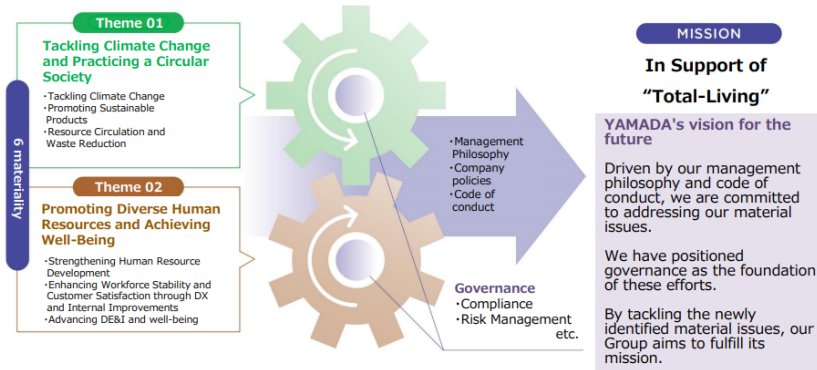 6 materiality
Theme 01
Tackling Climate Change
and Practicing a Circular
Society
・Tackling Climate Change
・Promoting Sustainable
Products
・Resource Circulation and
Waste Reduction
Theme 02
Promoting Diverse Human
Resources and Achieving
Well-Being
・Strengthening Human Resource
Development
・Enhancing Workforce Stability and
Customer Satisfaction through DX
and Internal Improvements
・Advancing DE&I and well-being
・Management
Philosophy
・Company
policies
・Code of
conduct
Governance
・Compliance
・Risk Management
etc.
MISSION
In Support of
“Total-Living”
YAMADA's vision for the
future
Driven by our management
philosophy and code of
conduct, we are committed
to addressing our material
issues.
We have positioned
governance as the foundation
of these efforts.
By tackling the newly
identified material issues, our
Group aims to fulfill its
mission.